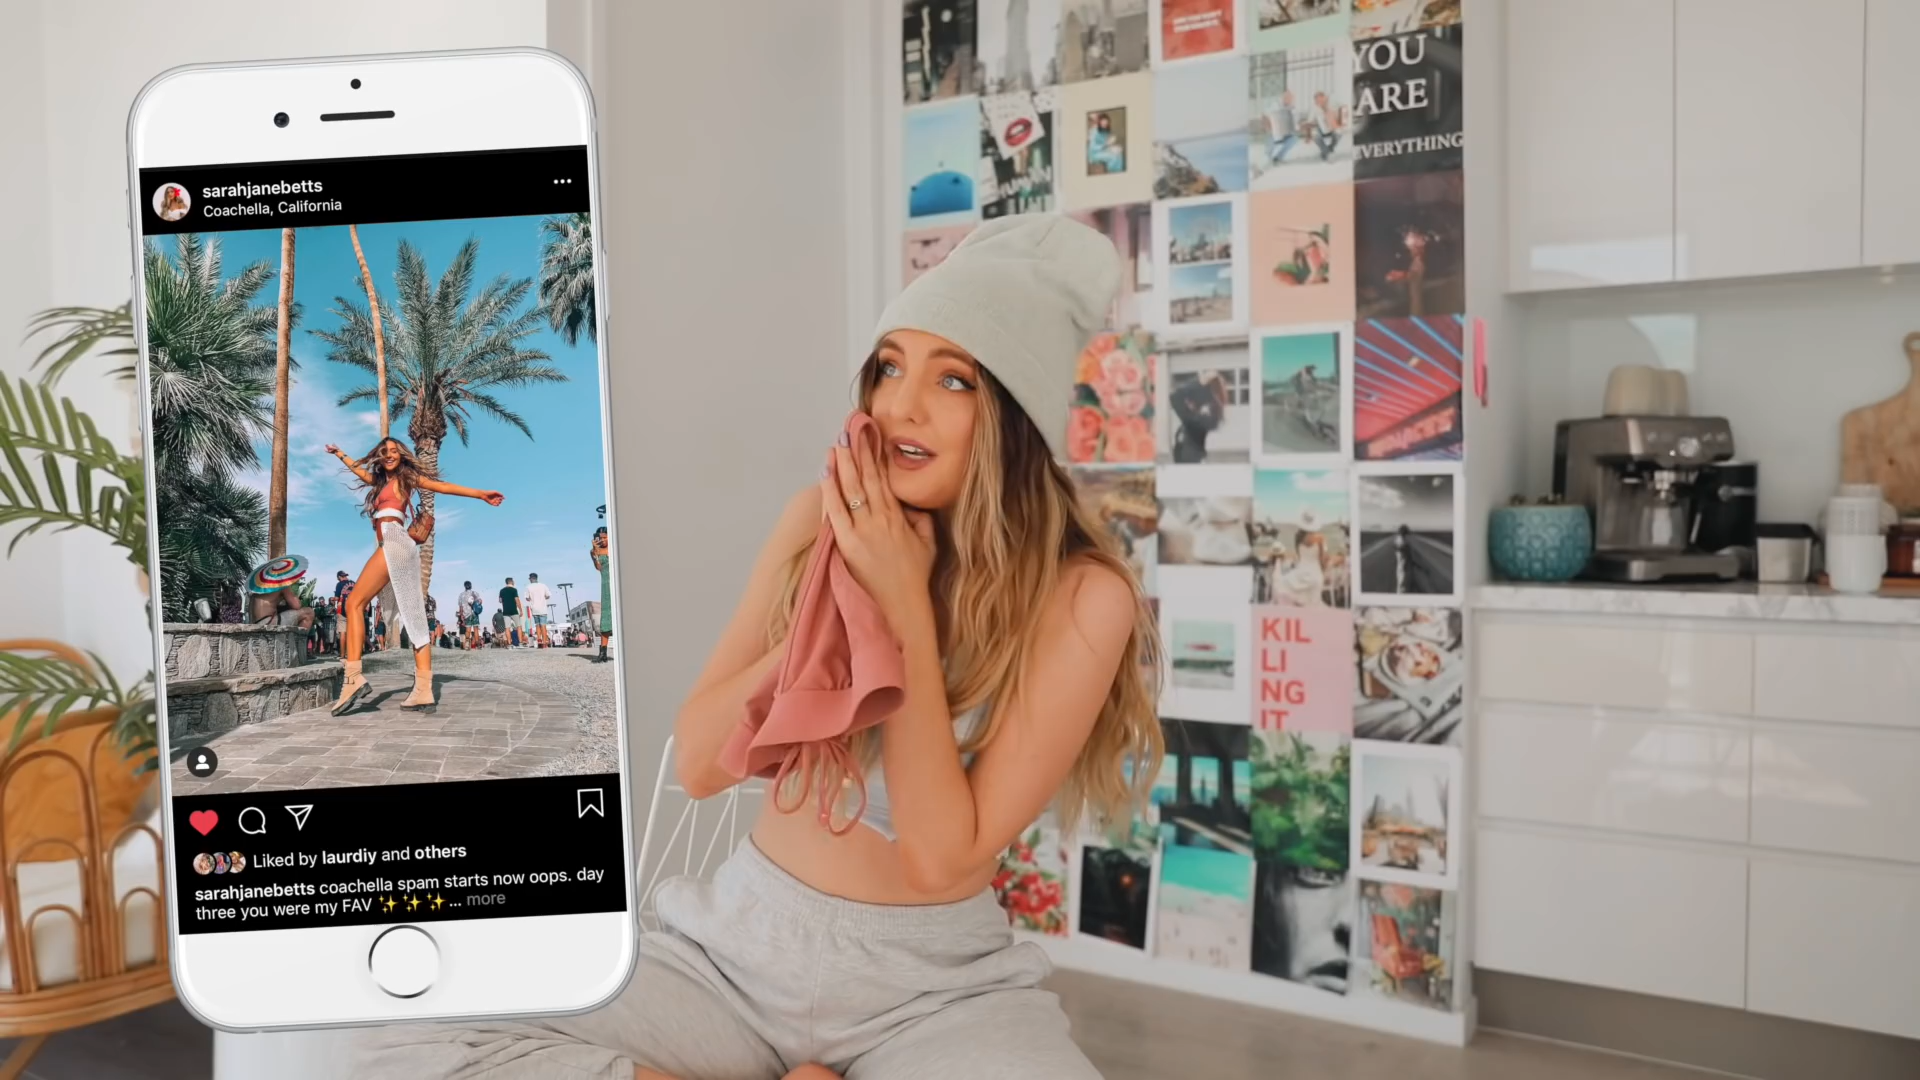 sarahjanebetts
Coachella, California
Liked by laurdiy and others
sarahjanebetts coachella spam starts now oops. day
three you were my FAV ✨✨✨... more
YOU
ARE
EVERYTHING
KIL
LI
NG
IT